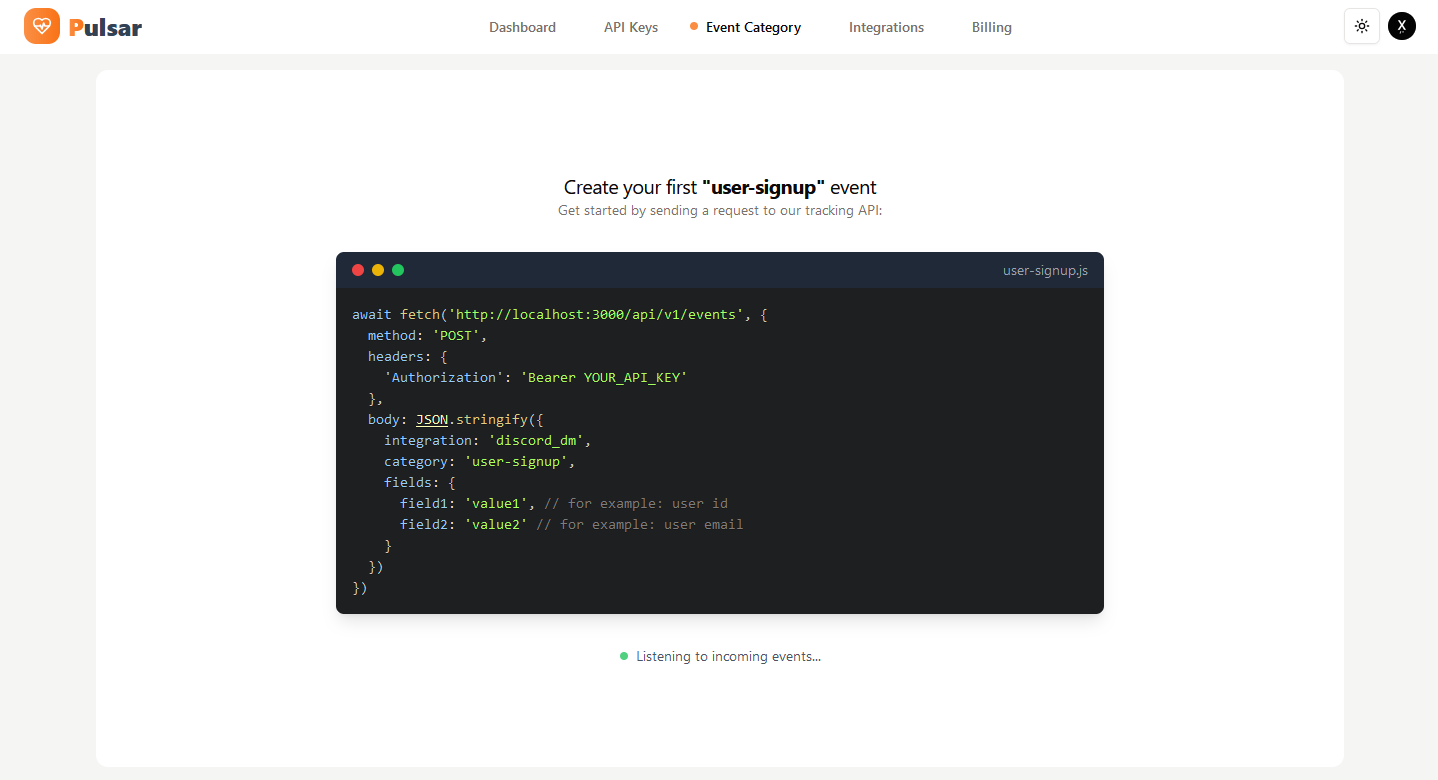 Pulsar
Dashboard
API Keys
Event Category
Integrations
Billing
X
Create your first "user-signup" event
Get started by sending a request to our tracking API:
user-signup.js
await fetch('http://localhost:3000/api/v1/events', {
  method: 'POST',
  headers: {
    'Authorization': 'Bearer YOUR_API_KEY'
  },
  body: JSON.stringify({
    integration: 'discord_dm',
    category: 'user-signup',
    fields: {
      field1: 'value1', // for example: user id
      field2: 'value2' // for example: user email
    }
  })
})
Listening to incoming events...